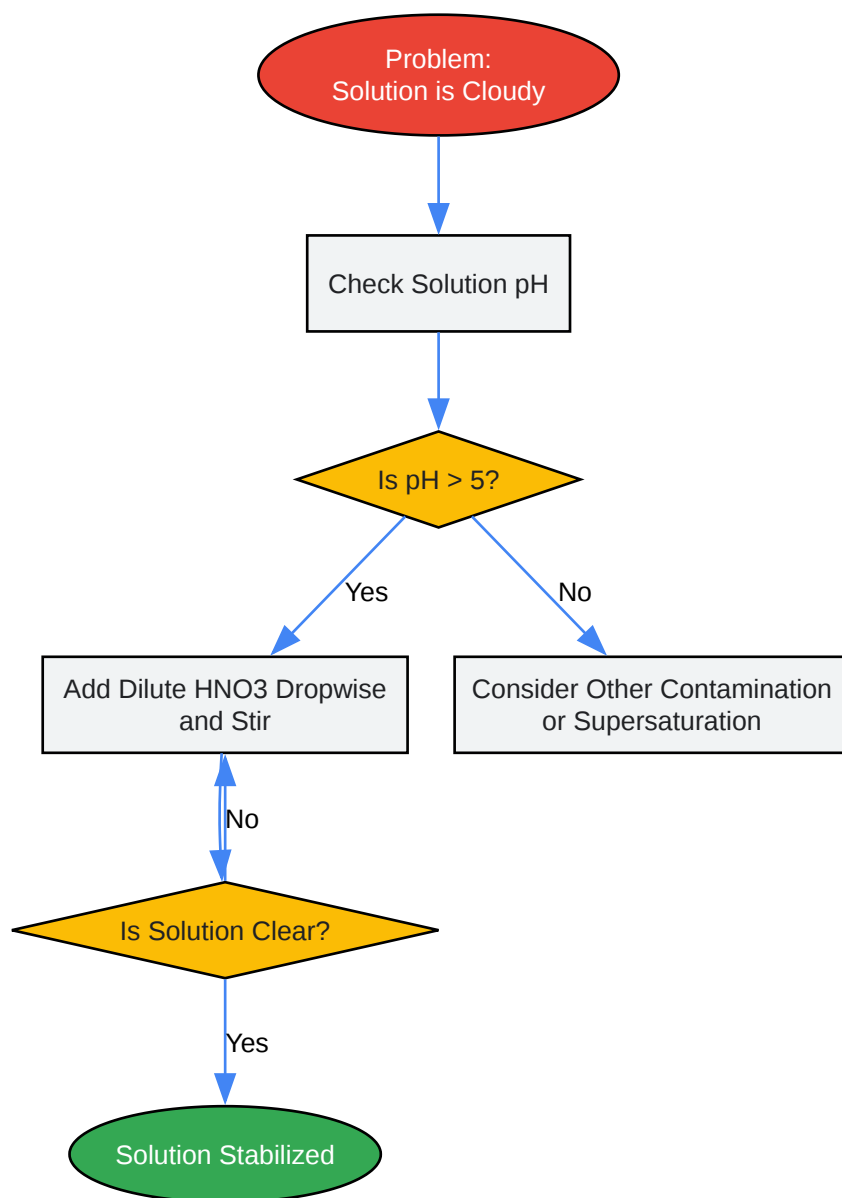 Problem:
Solution is Cloudy
Check Solution pH
Is pH > 5?
Yes
No
Add Dilute HNO3 Dropwise
and Stir
Consider Other Contamination
or Supersaturation
No
Is Solution Clear?
Yes
Solution Stabilized